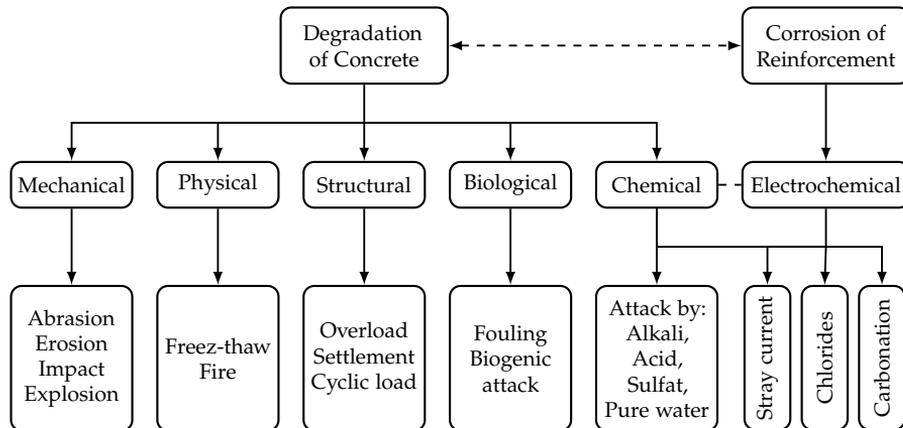 Degradation
of Concrete
Corrosion of
Reinforcement
Mechanical
Physical
Structural
Biological
Chemical
Electrochemical
Abrasion
Erosion
Impact
Explosion
Freez-thaw
Fire
Overload
Settlement
Cyclic load
Fouling
Biogenic
attack
Attack by:
Alkali,
Acid,
Sulfat,
Pure water
Stray current
Chlorides
Carbonation